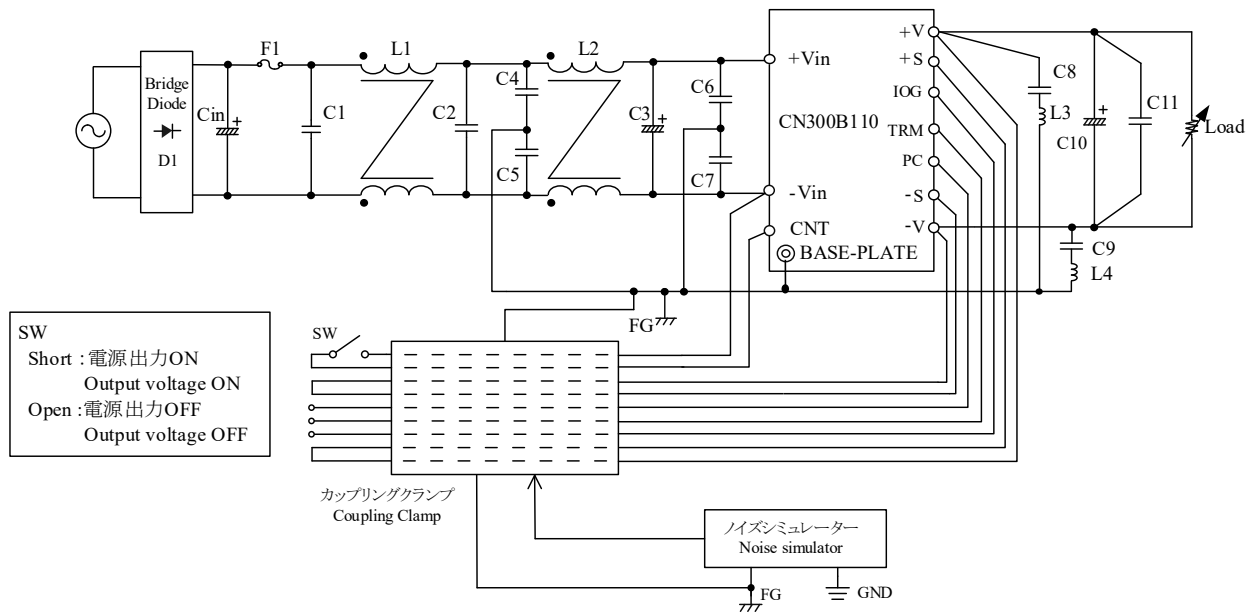 F1
L1
L2
Bridge
Diode
D1
Cin
+
C1
C2
C4
C5
C3
+
C6
C7
+Vin
CN300B110
-Vin
CNT
BASE-PLATE
+V
+S
IOG
TRM
PC
-S
-V
C8
L3
+
C10
C11
Load
C9
L4
FG
SW
Short : 電源出力ON
Output voltage ON
Open : 電源出力OFF
Output voltage OFF
SW
カップリングクランプ
Coupling Clamp
ノイズシミュレーター
Noise simulator
FG
GND